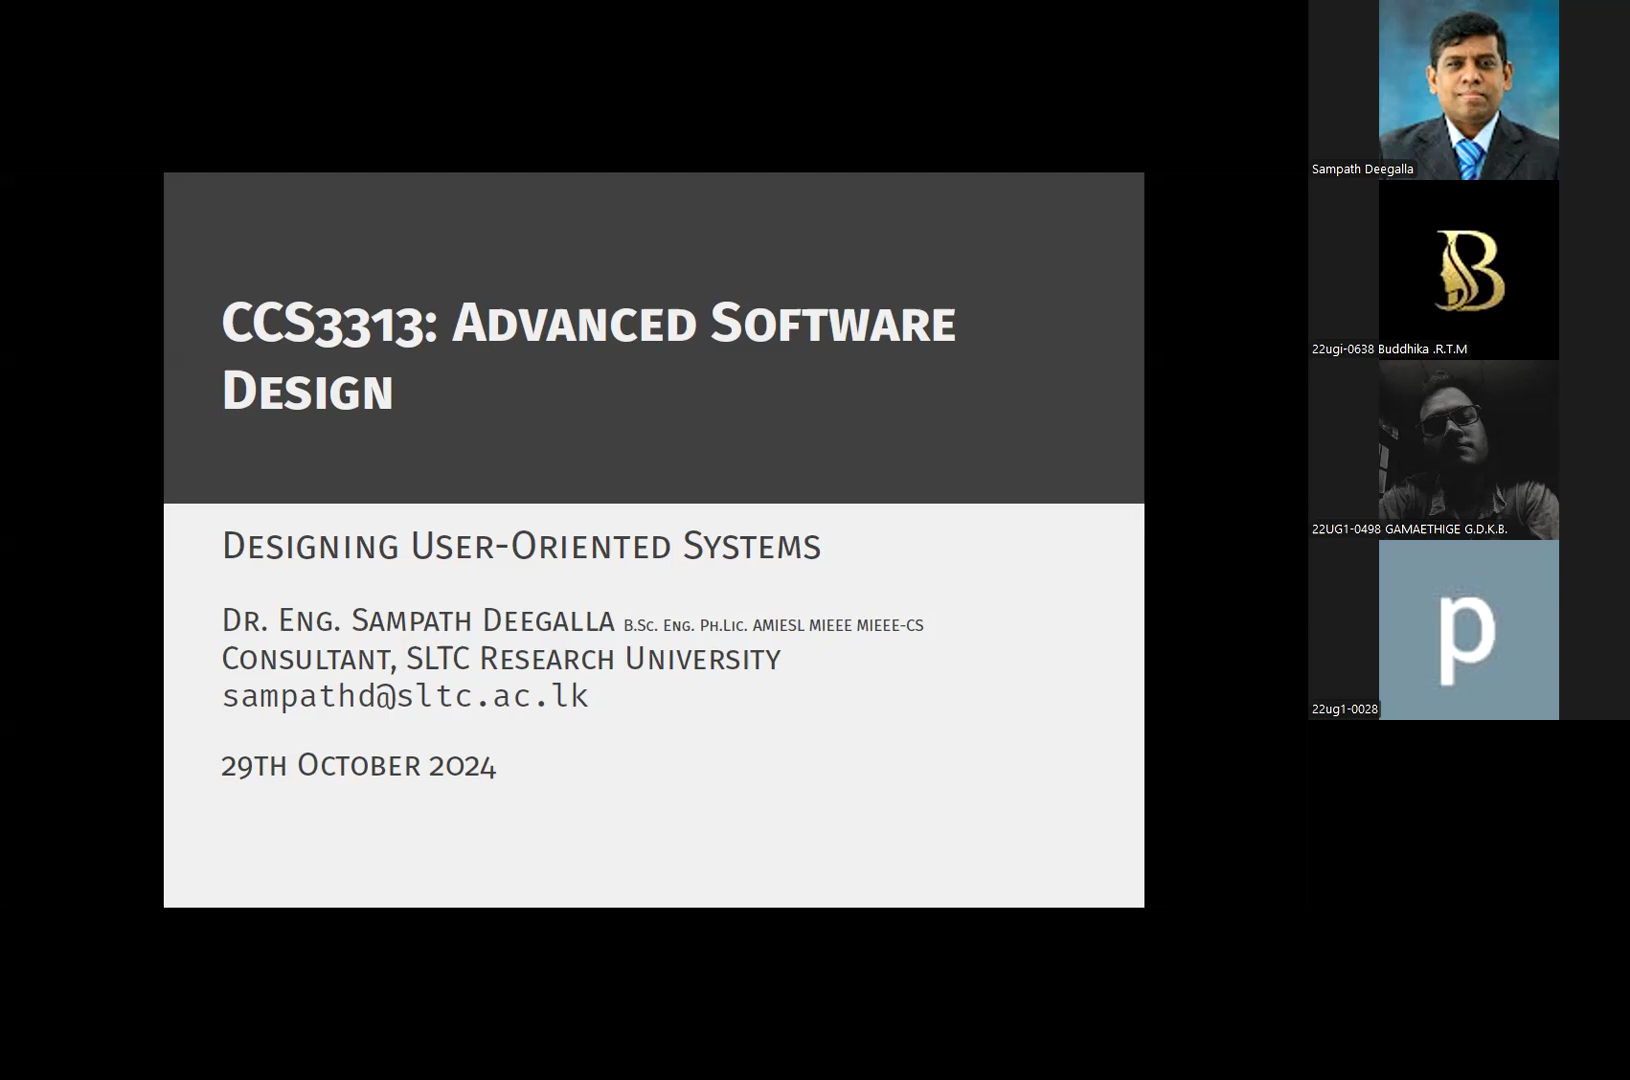 CCS3313: Advanced Software
Design
Designing User-Oriented Systems
Dr. Eng. Sampath Deegalla B.Sc. Eng. Ph.Lic. AMIESL MIEEE MIEEE-CS
Consultant, SLTC Research University
sampathd@sltc.ac.lk
29th October 2024
Sampath Deegalla
B
22ugi-0638 Buddhika .R.T.M
22UG1-0498 GAMAETHIGE G.D.K.B.
p
22ug1-0028